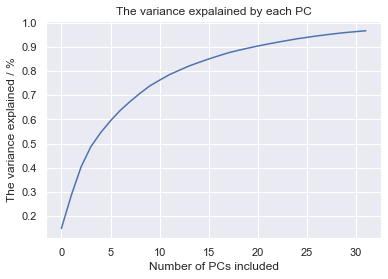 The variance expalained by each PC
The variance explained / %
1.0
0.9
0.8
0.7
0.6
0.5
0.4
0.3
0.2
0 5 10 15 20 25 30
Number of PCs included